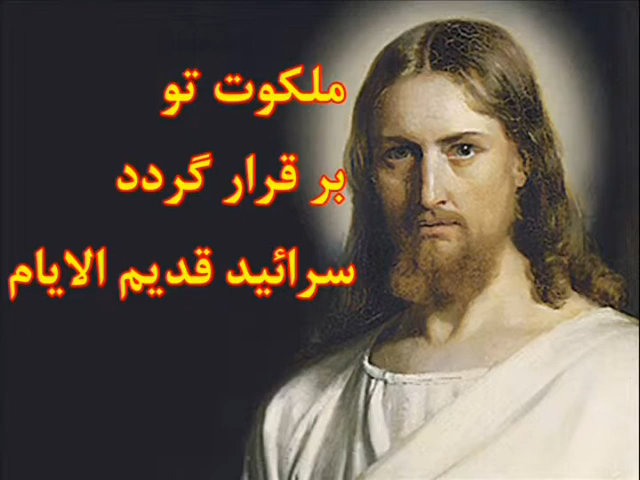 ملکوت تو
بر قرار گردد
سرائید قدیم الایام